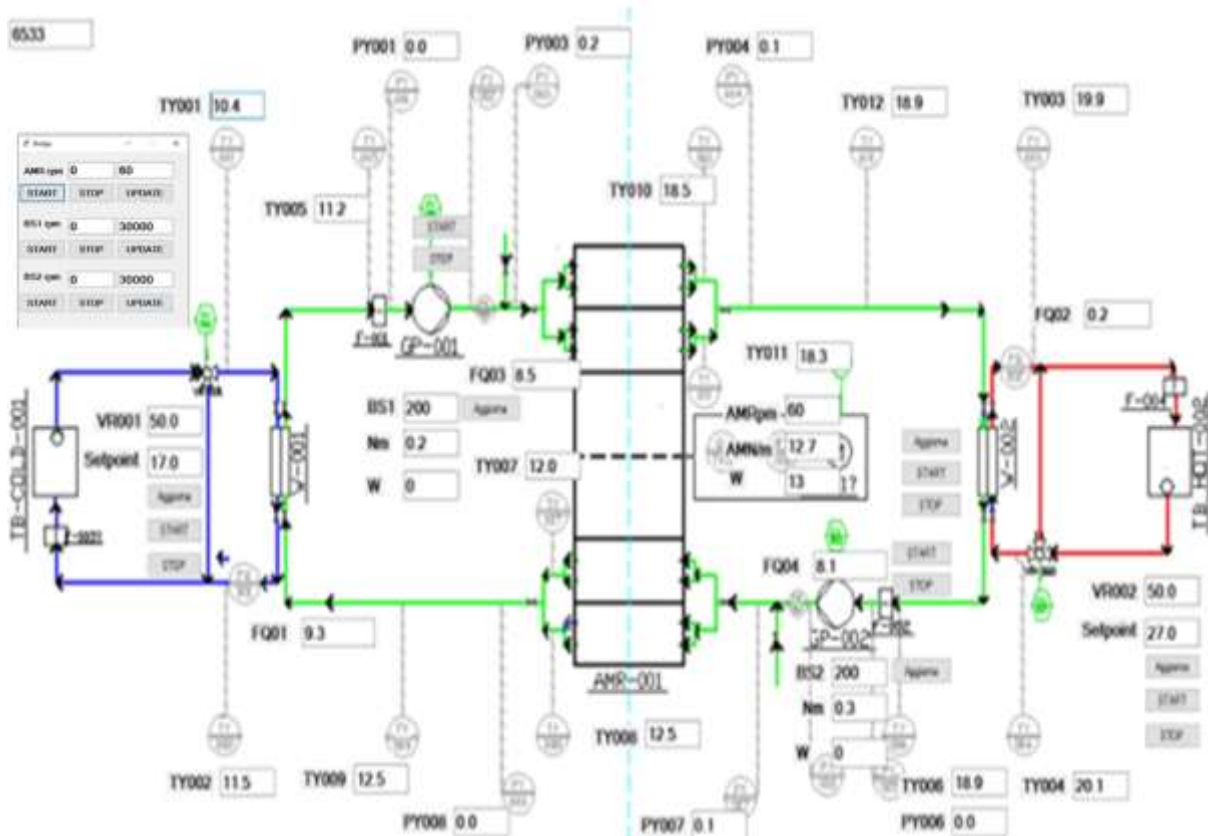 6533
PY001 0.0
PY003 0.2
PY004 0.1
TY001 10.4
TY012 18.9
TY003 19.9
AMR rpm 0 60
START STOP UPDATE
BS1 rpm 0 30000
START STOP UPDATE
BS2 rpm 0 30000
START STOP UPDATE
TY005 11.2
START
STOP
TY010 18.5
FQ02 0.2
GP-001
FQ03 8.5
TY011 18.3
BS1 200 Aggiorna
Nm 0.2
W 0
TY007 12.0
AMRpm 60
AMN/m 12.7
W 13
VR001 50.0
Setpoint 17.0
Aggiorna
START
STOP
TB-COLD-001
W-001
Aggiorna
START
STOP
W-002
F-004
TB-HOT-002
FQ04 8.1
START
STOP
GP-002
FQ01 9.3
AMR-001
BS2 200 Aggiorna
Nm 0.3
W 0
VR002 50.0
Setpoint 27.0
Aggiorna
START
STOP
TY008 12.5
TY002 11.5
TY009 12.5
TY006 18.9
TY004 20.1
PY008 0.0
PY007 0.1
PY006 0.0